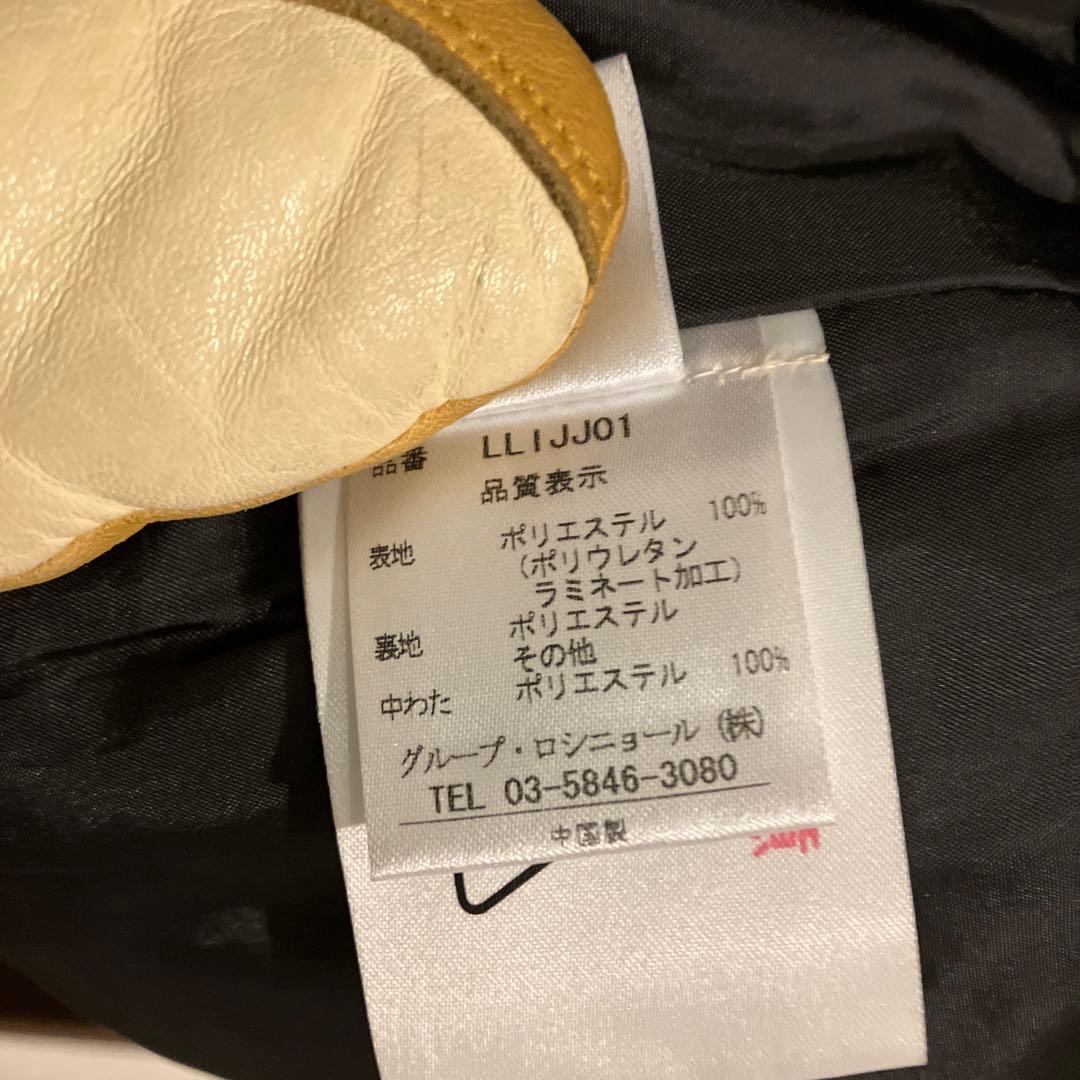 品番 LLIJJ01
品質表示
表地 ポリエステル 100%
(ポリウレタン
ラミネート加工)
裏地 ポリエステル
その他
中わた ポリエステル 100%
グループ・ロシニョール(株)
TEL 03-5846-3080
中国製